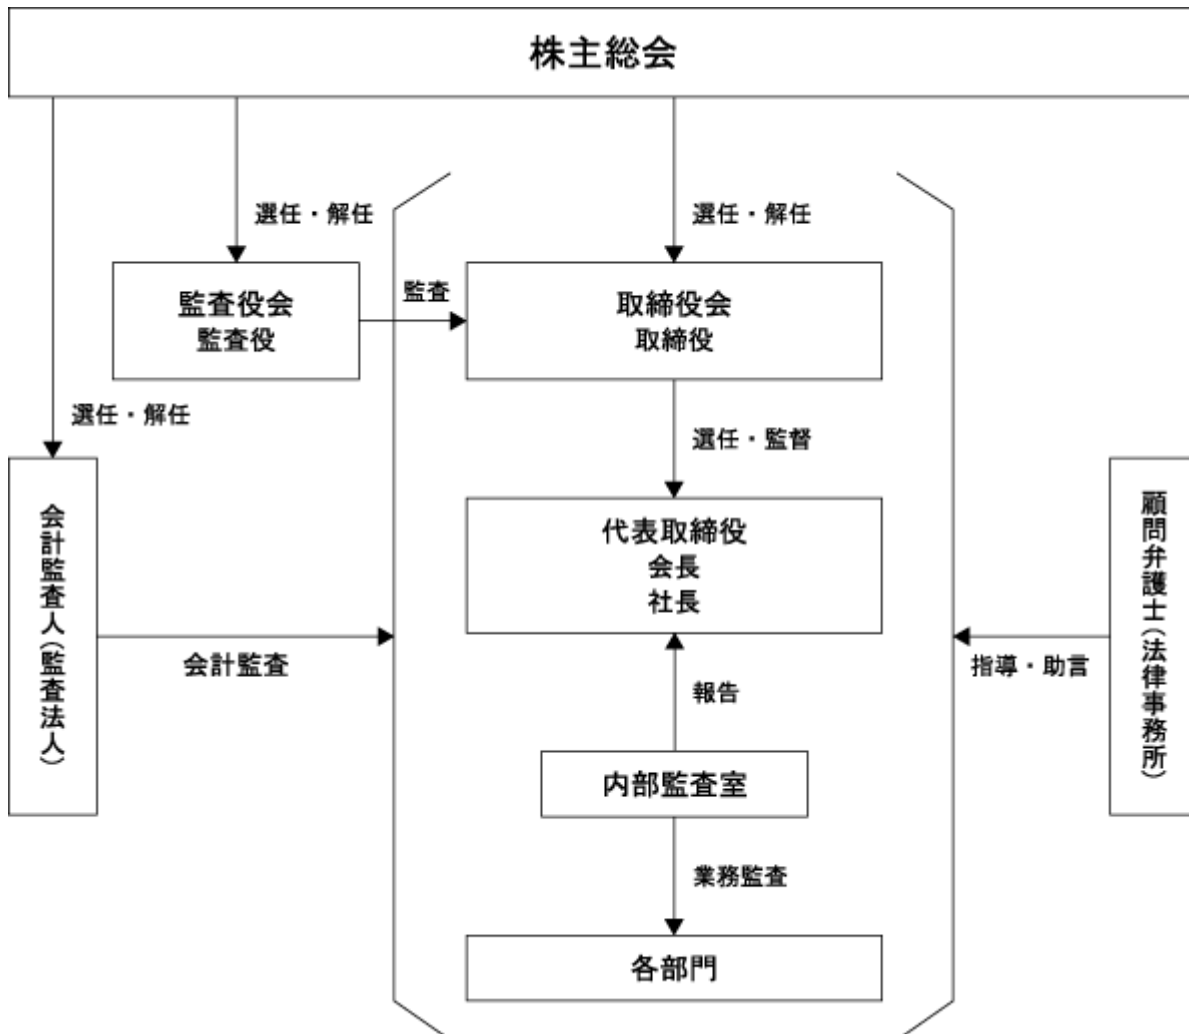 株主総会
選任・解任
選任・解任
監査役会
監査役
監査
取締役会
取締役
選任・解任
選任・監督
会計監査人(監査法人)
代表取締役
会長
社長
顧問弁護士(法律事務所)
会計監査
指導・助言
報告
内部監査室
業務監査
各部門